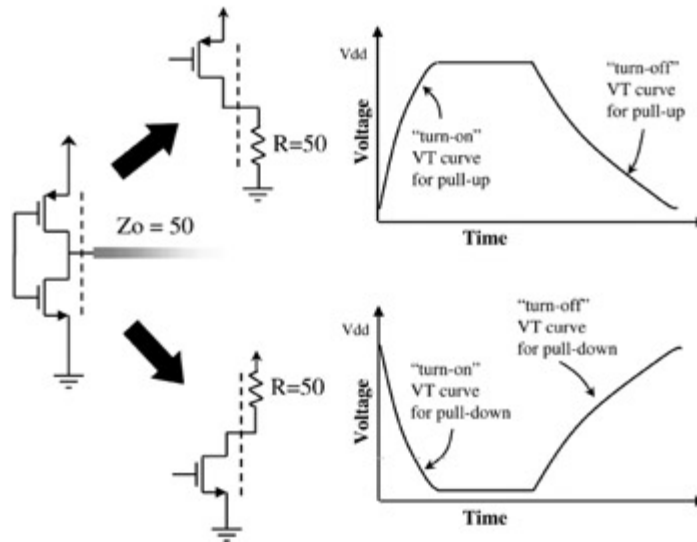 R=50
Zo = 50
R=50
Vdd
Voltage
"turn-on"
VT curve
for pull-up
"turn-off"
VT curve
for pull-up
Time
Vdd
Voltage
"turn-on"
VT curve
for pull-down
"turn-off"
VT curve
for pull-down
Time